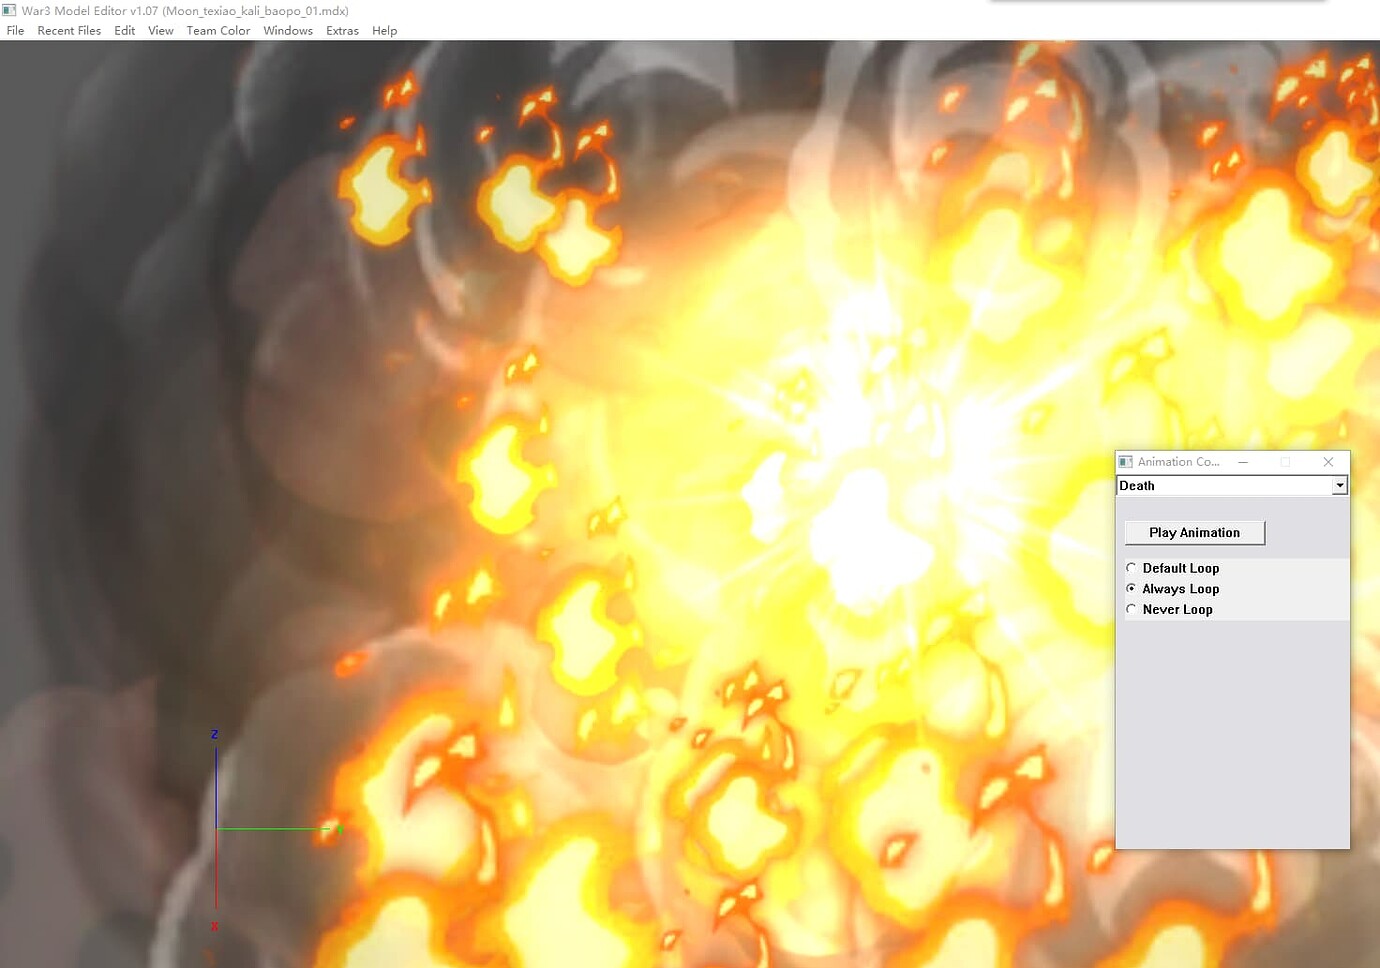 War3 Model Editor v1.07 (Moon_texiao_kali_baopo_01.mdx)
File Recent Files Edit View Team Color Windows Extras Help
Animation Co...
Death
Play Animation
Default Loop
Always Loop
Never Loop
Z
X